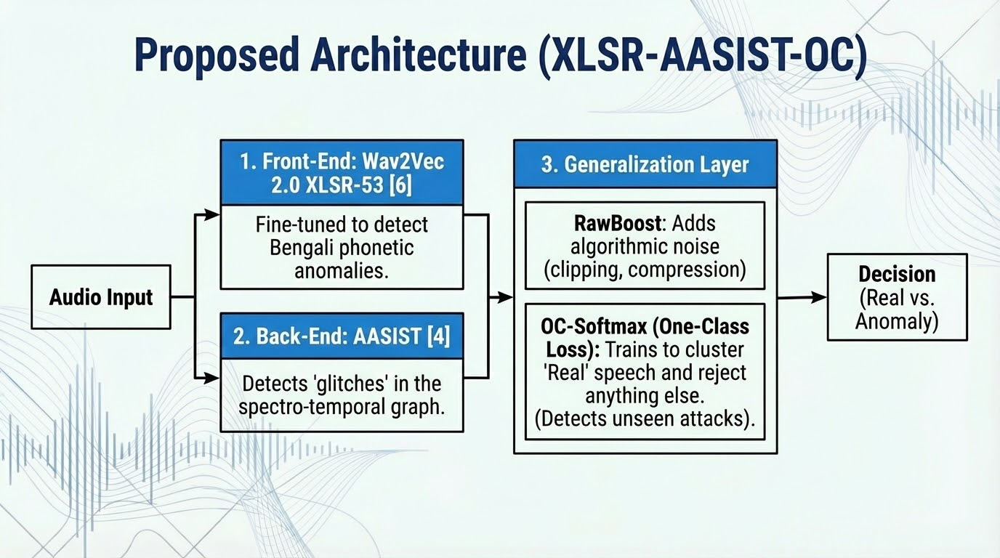 Proposed Architecture (XLSR-AASIST-OC)
Audio Input
1. Front-End: Wav2Vec
2.0 XLSR-53 [6]
Fine-tuned to detect
Bengali phonetic
anomalies.
2. Back-End: AASIST [4]
Detects 'glitches' in the
spectro-temporal graph.
3. Generalization Layer
RawBoost: Adds
algorithmic noise
(clipping, compression)
OC-Softmax (One-Class
Loss): Trains to cluster
'Real' speech and reject
anything else.
(Detects unseen attacks).
Decision
(Real vs.
Anomaly)